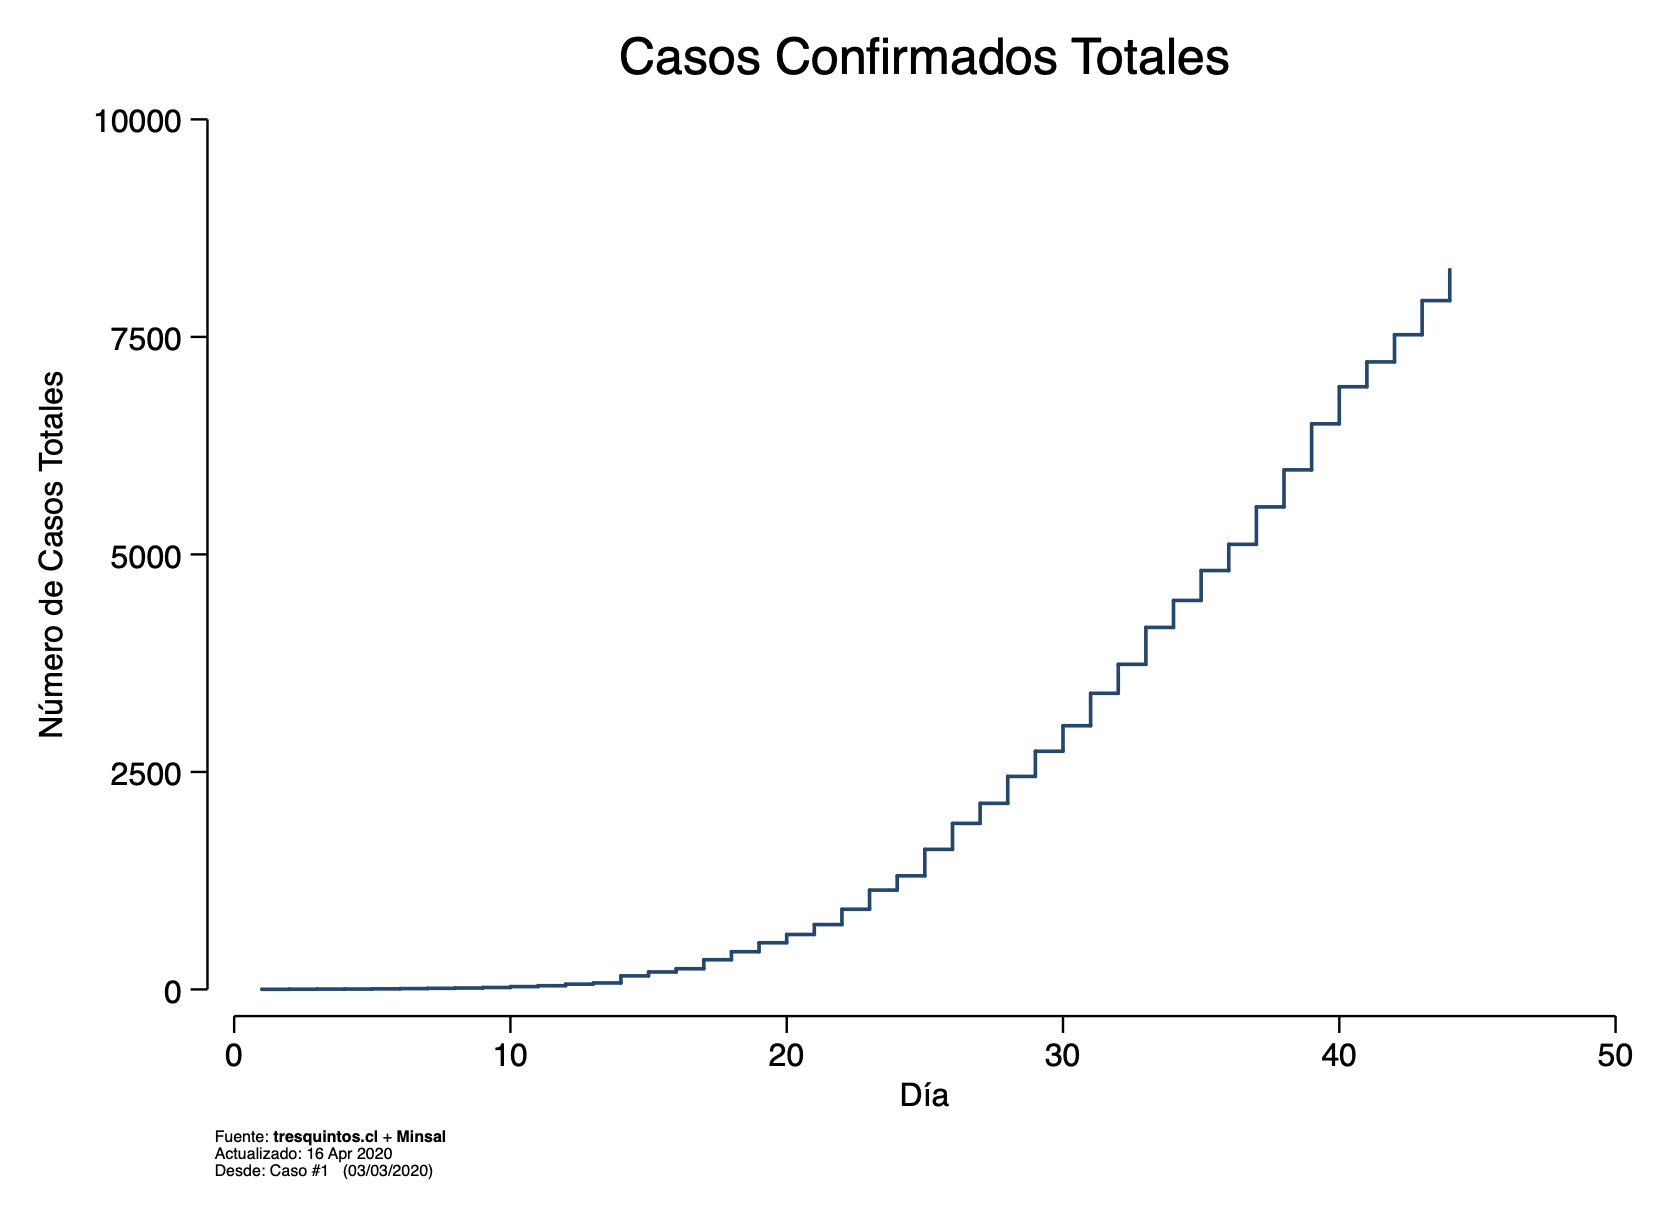 Casos Confirmados Totales
Número de Casos Totales
10000
7500
5000
2500
0
0 10 20 30 40 50
Día
Fuente: tresquintos.cl + Minsal
Actualizado: 16 Apr 2020
Desde: Caso #1 (03/03/2020)